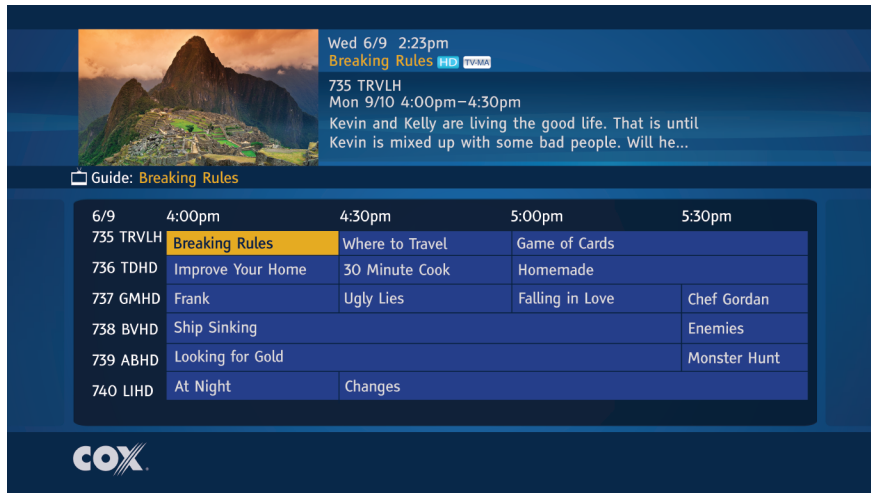 Wed 6/9 2:23pm
Breaking Rules HD TV-MA
735 TRVLH
Mon 9/10 4:00pm–4:30pm
Kevin and Kelly are living the good life. That is until
Kevin is mixed up with some bad people. Will he...
Guide: Breaking Rules
6/9 4:00pm 4:30pm 5:00pm 5:30pm
735 TRVLH Breaking Rules Where to Travel Game of Cards
736 TDHD Improve Your Home 30 Minute Cook Homemade
737 GMHD Frank Ugly Lies Falling in Love Chef Gordan
738 BVHD Ship Sinking Enemies
739 ABHD Looking for Gold Monster Hunt
740 LIHD At Night Changes
COX